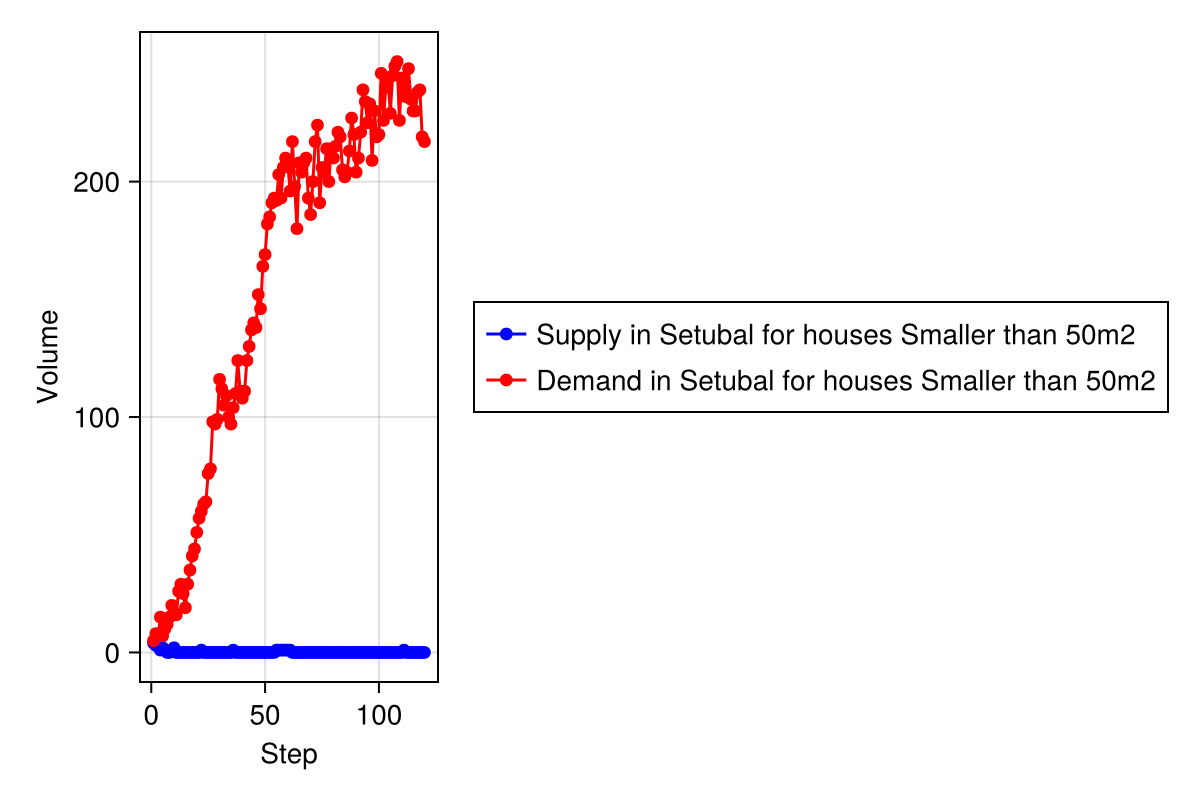 Volume
200
100
0
0 50 100
Step
Supply in Setubal for houses Smaller than 50m2
Demand in Setubal for houses Smaller than 50m2